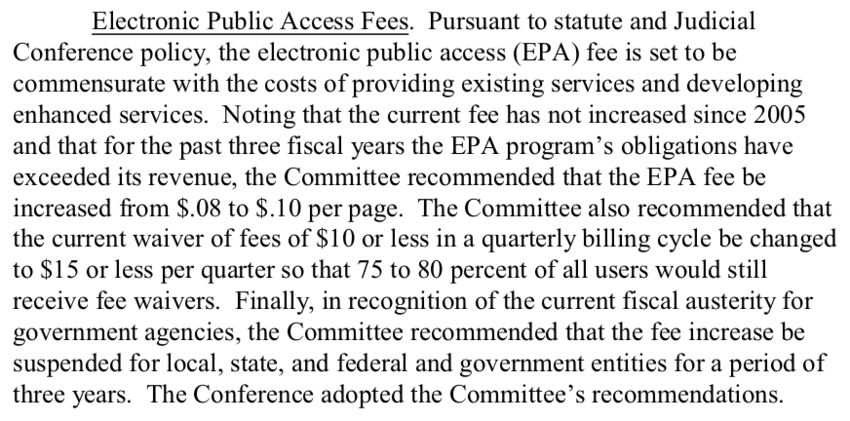 Electronic Public Access Fees. Pursuant to statute and Judicial
Conference policy, the electronic public access (EPA) fee is set to be
commensurate with the costs of providing existing services and developing
enhanced services. Noting that the current fee has not increased since 2005
and that for the past three fiscal years the EPA program's obligations have
exceeded its revenue, the Committee recommended that the EPA fee be
increased from $.08 to $.10 per page. The Committee also recommended that
the current waiver of fees of $10 or less in a quarterly billing cycle be changed
to $15 or less per quarter so that 75 to 80 percent of all users would still
receive fee waivers. Finally, in recognition of the current fiscal austerity for
government agencies, the Committee recommended that the fee increase be
suspended for local, state, and federal and government entities for a period of
three years. The Conference adopted the Committee's recommendations.